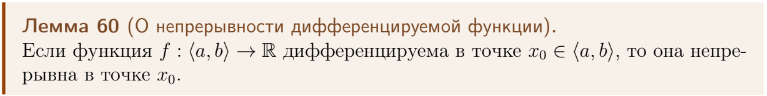 Лемма 60 (О непрерывности дифференцируемой функции).
Если функция f : ⟨a, b⟩ → ℝ дифференцируема в точке x₀ ∈ ⟨a, b⟩, то она непре-
рывна в точке x₀.